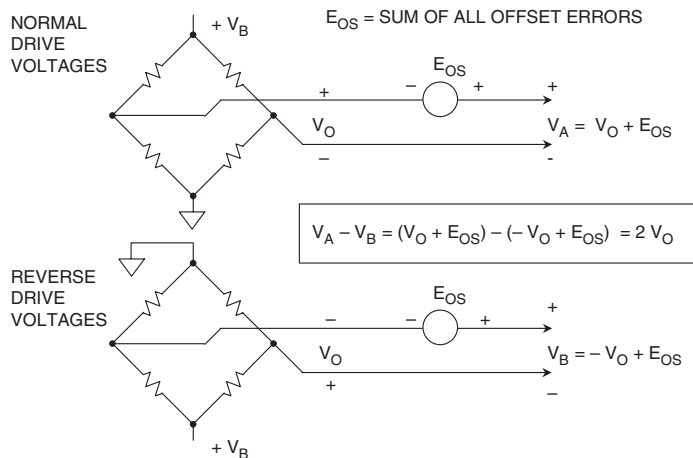 NORMAL
DRIVE
VOLTAGES
+ V_B
E_OS = SUM OF ALL OFFSET ERRORS
E_OS
+
− +
+
V_O
−
V_A = V_O + E_OS
-
V_A − V_B = (V_O + E_OS) − (− V_O + E_OS) = 2 V_O
REVERSE
DRIVE
VOLTAGES
E_OS
−
− +
+
V_O
+
V_B = − V_O + E_OS
−
+ V_B